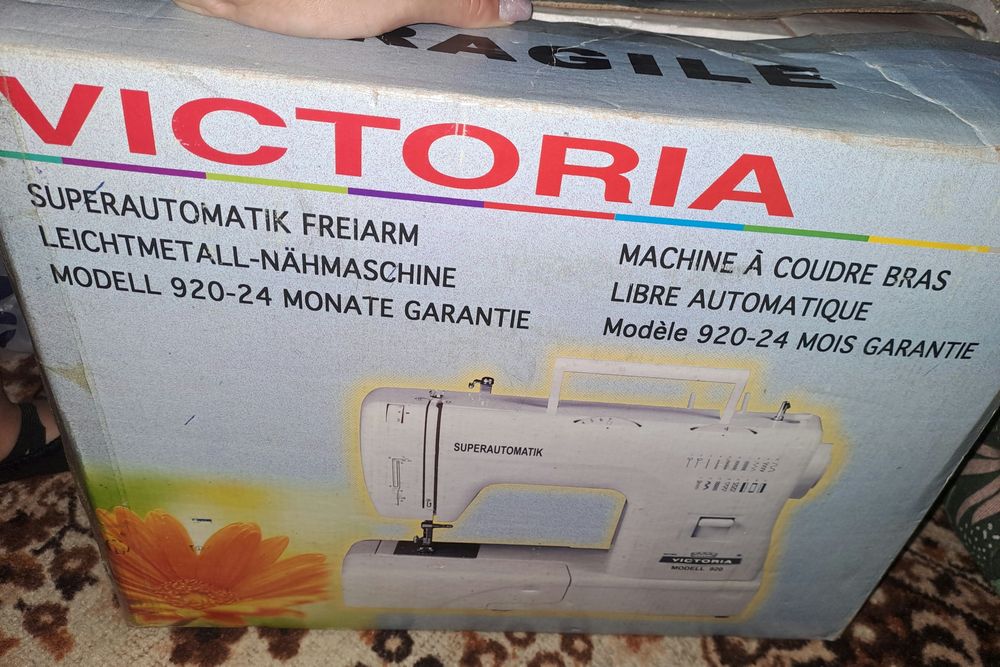 RAGILE
VICTORIA
SUPERAUTOMATIK FREIARM
LEICHTMETALL-NÄHMASCHINE
MODELL 920-24 MONATE GARANTIE
MACHINE À COUDRE BRAS
LIBRE AUTOMATIQUE
Modèle 920-24 MOIS GARANTIE
SUPERAUTOMATIK
VICTORIA
MODELL 920